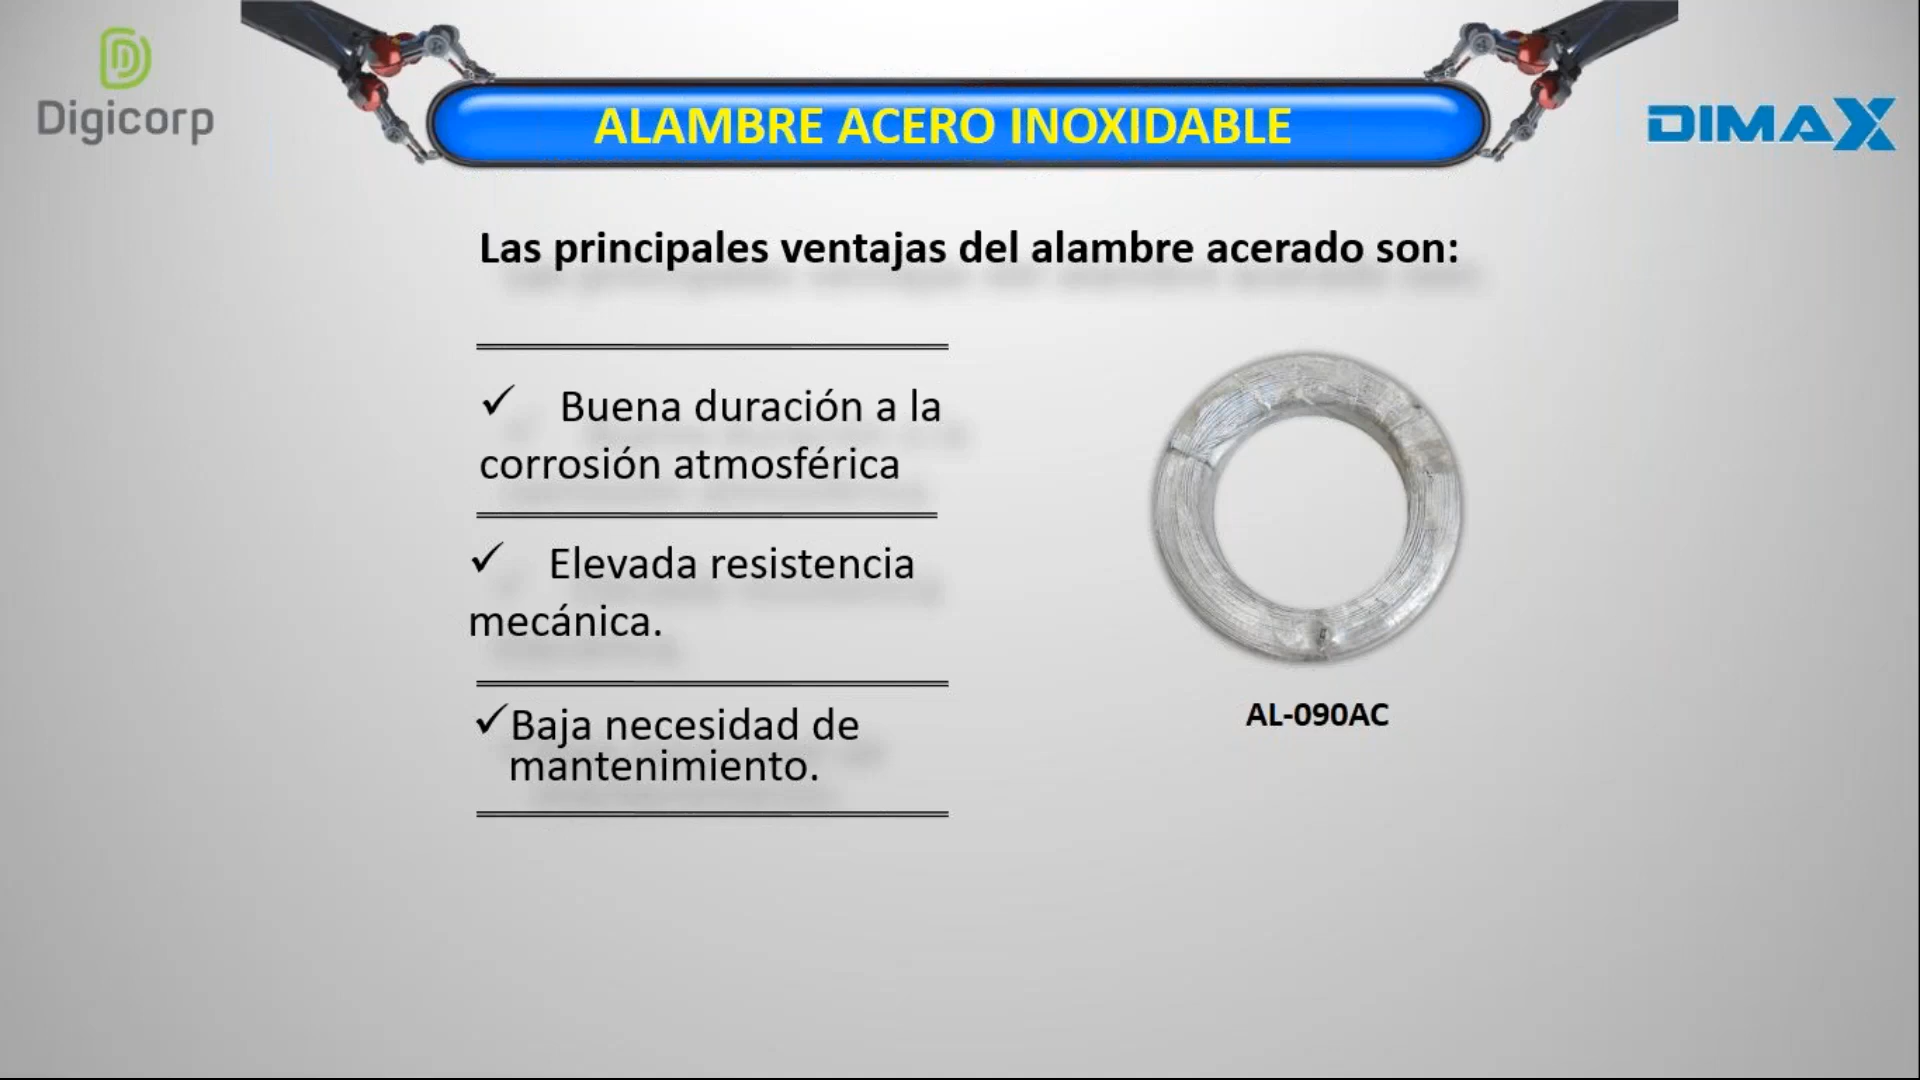 Digicorp
ALAMBRE ACERO INOXIDABLE
DIMAX
Las principales ventajas del alambre acerado son:
✓ Buena duración a la
corrosión atmosférica
✓ Elevada resistencia
mecánica.
✓Baja necesidad de
mantenimiento.
AL-090AC